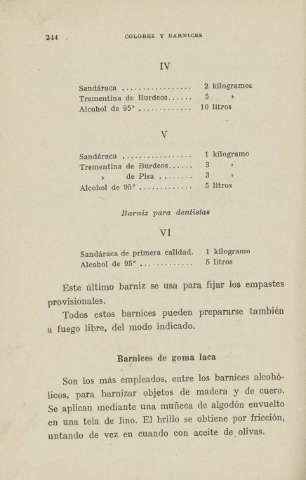 244 COLORES Y BARNICES
IV
Sandáraca ................ 2 kilogramos
Trementina de Burdeos...... 5 »
Alcohol de 95° ............ 10 litros
V
Sandáraca ................ 1 kilogramo
Trementina de Burdeos...... 3 »
» de Pisa ........ 3 »
Alcohol de 95° ............ 5 litros
Barniz para dentistas
VI
Sandáraca de primera calidad. 1 kilogramo
Alcohol de 95° ............ 5 litros
Este último barniz se usa para fijar los empastes
provisionales.
Todos estos barnices pueden prepararse también
a fuego libre, del modo indicado.
Barnices de goma laca
Son los más empleados, entre los barnices alcohó-
licos, para barnizar objetos de madera y de cuero.
Se aplican mediante una muñeca de algodón envuelto
en una tela de lino. El brillo se obtiene por fricción,
untando de vez en cuando con aceite de olivas.